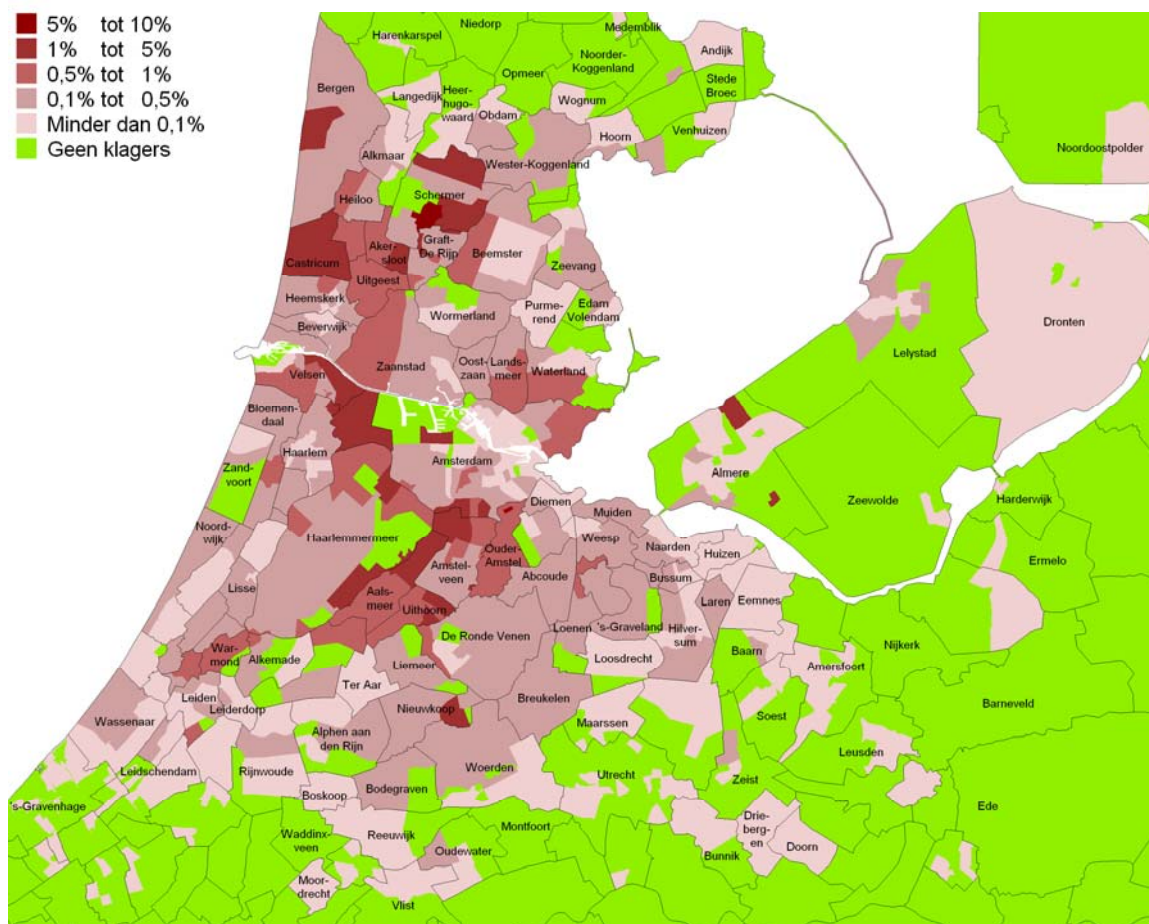 5% tot 10%
1% tot 5%
0,5% tot 1%
0,1% tot 0,5%
Minder dan 0,1%
Geen klagers
Niedorp
Medemblik
Harenkarspel
Andijk
Noorder-
Koggenland
Opmeer
Stede
Broec
Bergen
Langedijk
Heer-
hugo-
waard
Obdam
Wognum
Hoorn
Venhuizen
Noordoostpolder
Alkmaar
Wester-Koggenland
Heiloo
Schermer
Graft-
De Rijp
Aker-
sloot
Beemster
Castricum
Zeevang
Uitgeest
Heemskerk
Beverwijk
Wormerland
Purme-
rend
Edam
Volendam
Dronten
Lelystad
Zaanstad
Oost-
zaan
Lands-
meer
Waterland
Velsen
Bloemen-
daal
Haarlem
Amsterdam
Zand-
voort
Almere
Zeewolde
Harderwijk
Diemen
Muiden
Noord-
wijk
Haarlemmermeer
Ouder-
Amstel
Weesp
Naarden
Huizen
Ermelo
Amstel-
veen
Abcoude
Bussum
Lisse
Aals-
meer
Uithoorn
Laren
Eemnes
Loenen
's-Graveland
Hilver-
sum
De Ronde Venen
War-
mond
Alkemade
Liemeer
Loosdrecht
Baarn
Nijkerk
Amersfoort
Ter Aar
Leiden
Leiderdorp
Nieuwkoop
Breukelen
Barneveld
Wassenaar
Maarssen
Soest
Alphen aan
den Rijn
Leusden
Leidschendam
Rijnwoude
Woerden
Utrecht
Zeist
Boskoop
Bodegraven
's-Gravenhage
Ede
Waddinx-
veen
Reeuwijk
Montfoort
Drie-
berg-
en
Doorn
Bunnik
Oudewater
Moor-
drecht
Vlist